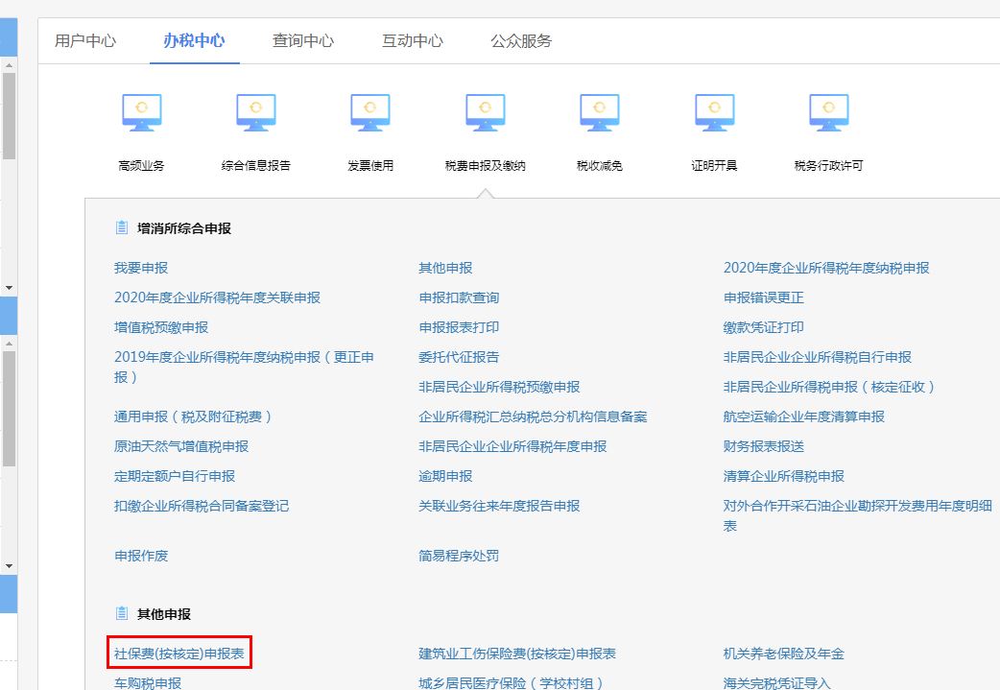 用户中心 办税中心 查询中心 互动中心 公众服务
高频业务 综合信息报告 发票使用 税费申报及缴纳 税收减免 证明开具 税务行政许可
增消所综合申报
我要申报 其他申报 2020年度企业所得税年度纳税申报
2020年度企业所得税年度关联申报 申报扣款查询 申报错误更正
增值税预缴申报 申报报表打印 缴款凭证打印
2019年度企业所得税年度纳税申报（更正申 委托代征报告 非居民企业企业所得税自行申报
报）
非居民企业所得税预缴申报 非居民企业所得税申报（核定征收）
通用申报（税及附征税费） 企业所得税汇总纳税总分机构信息备案 航空运输企业年度清算申报
原油天然气增值税申报 非居民企业企业所得税年度申报 财务报表报送
定期定额户自行申报 逾期申报 清算企业所得税申报
扣缴企业所得税合同备案登记 关联业务往来年度报告申报 对外合作开采石油企业勘探开发费用年度明细
表
申报作废 简易程序处罚
其他申报
社保费(按核定)申报表 建筑业工伤保险费(按核定)申报表 机关养老保险及年金
车购税申报 城乡居民医疗保险（学校村组） 海关完税凭证导入